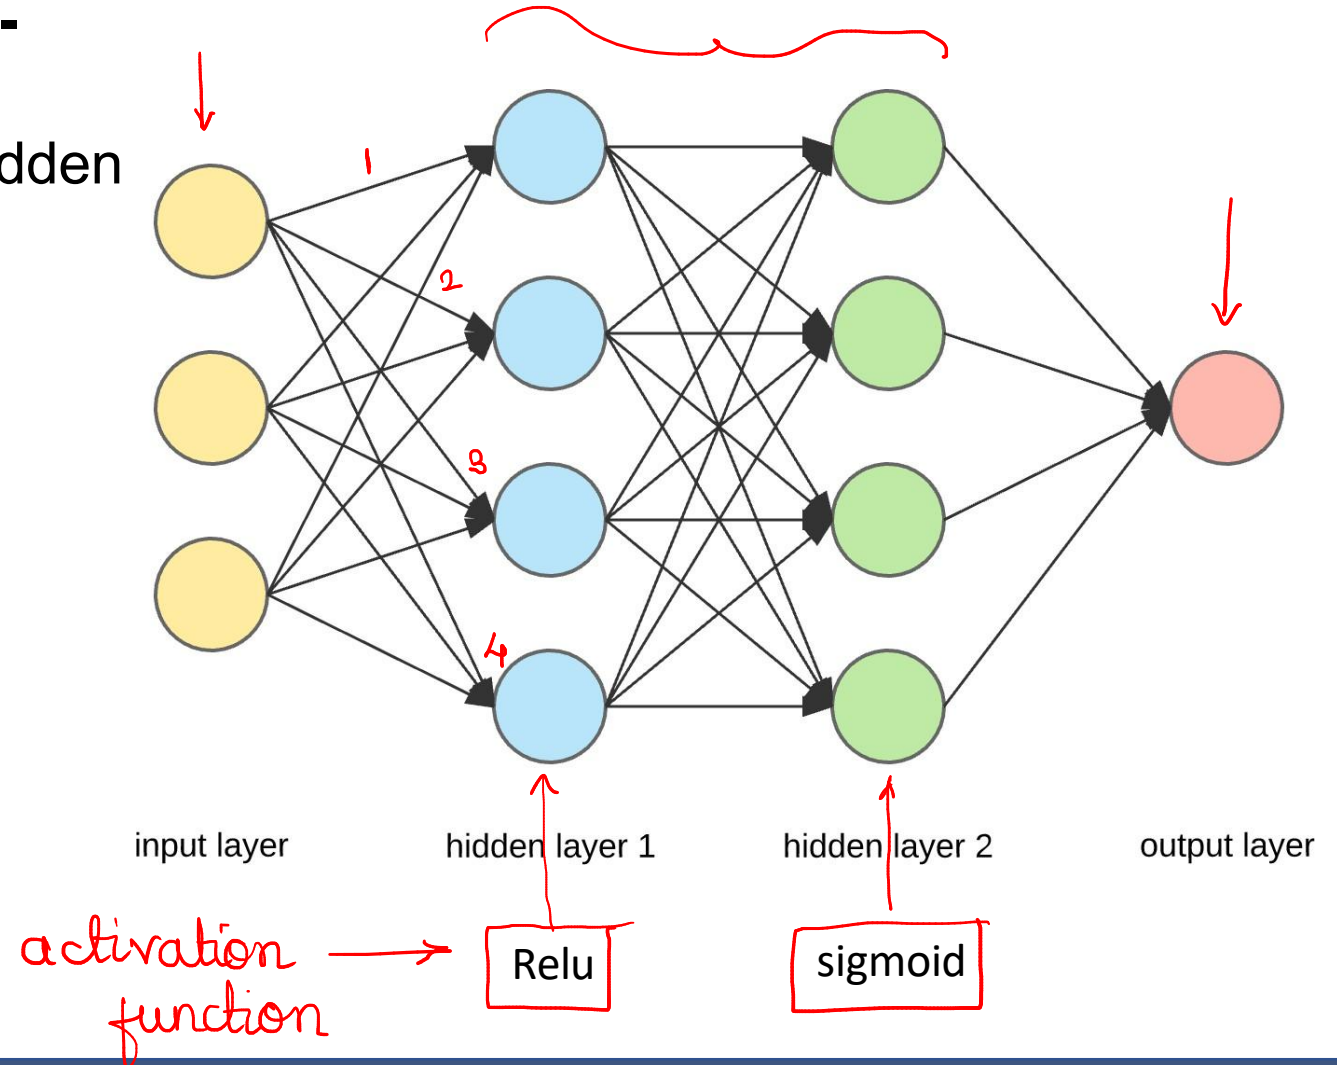 -
dden
1
2
3
4
input layer
hidden layer 1
hidden layer 2
output layer
activation
function
Relu
sigmoid